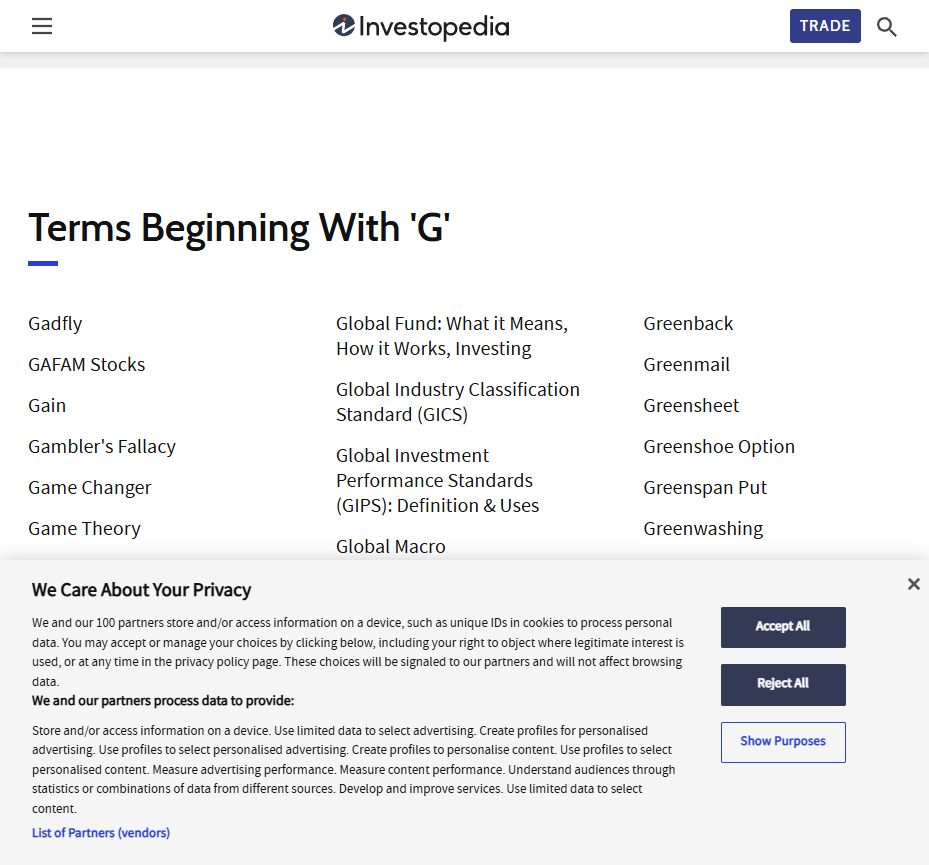 Investopedia
TRADE
Terms Beginning With 'G'
Gadfly
GAFAM Stocks
Gain
Gambler's Fallacy
Game Changer
Game Theory
Global Fund: What it Means,
How it Works, Investing
Global Industry Classification
Standard (GICS)
Global Investment
Performance Standards
(GIPS): Definition & Uses
Global Macro
Greenback
Greenmail
Greensheet
Greenshoe Option
Greenspan Put
Greenwashing
We Care About Your Privacy
We and our 100 partners store and/or access information on a device, such as unique IDs in cookies to process personal
data. You may accept or manage your choices by clicking below, including your right to object where legitimate interest is
used, or at any time in the privacy policy page. These choices will be signaled to our partners and will not affect browsing
data.
We and our partners process data to provide:
Store and/or access information on a device. Use limited data to select advertising. Create profiles for personalised
advertising. Use profiles to select personalised advertising. Create profiles to personalise content. Use profiles to select
personalised content. Measure advertising performance. Measure content performance. Understand audiences through
statistics or combinations of data from different sources. Develop and improve services. Use limited data to select
content.
List of Partners (vendors)
Accept All
Reject All
Show Purposes